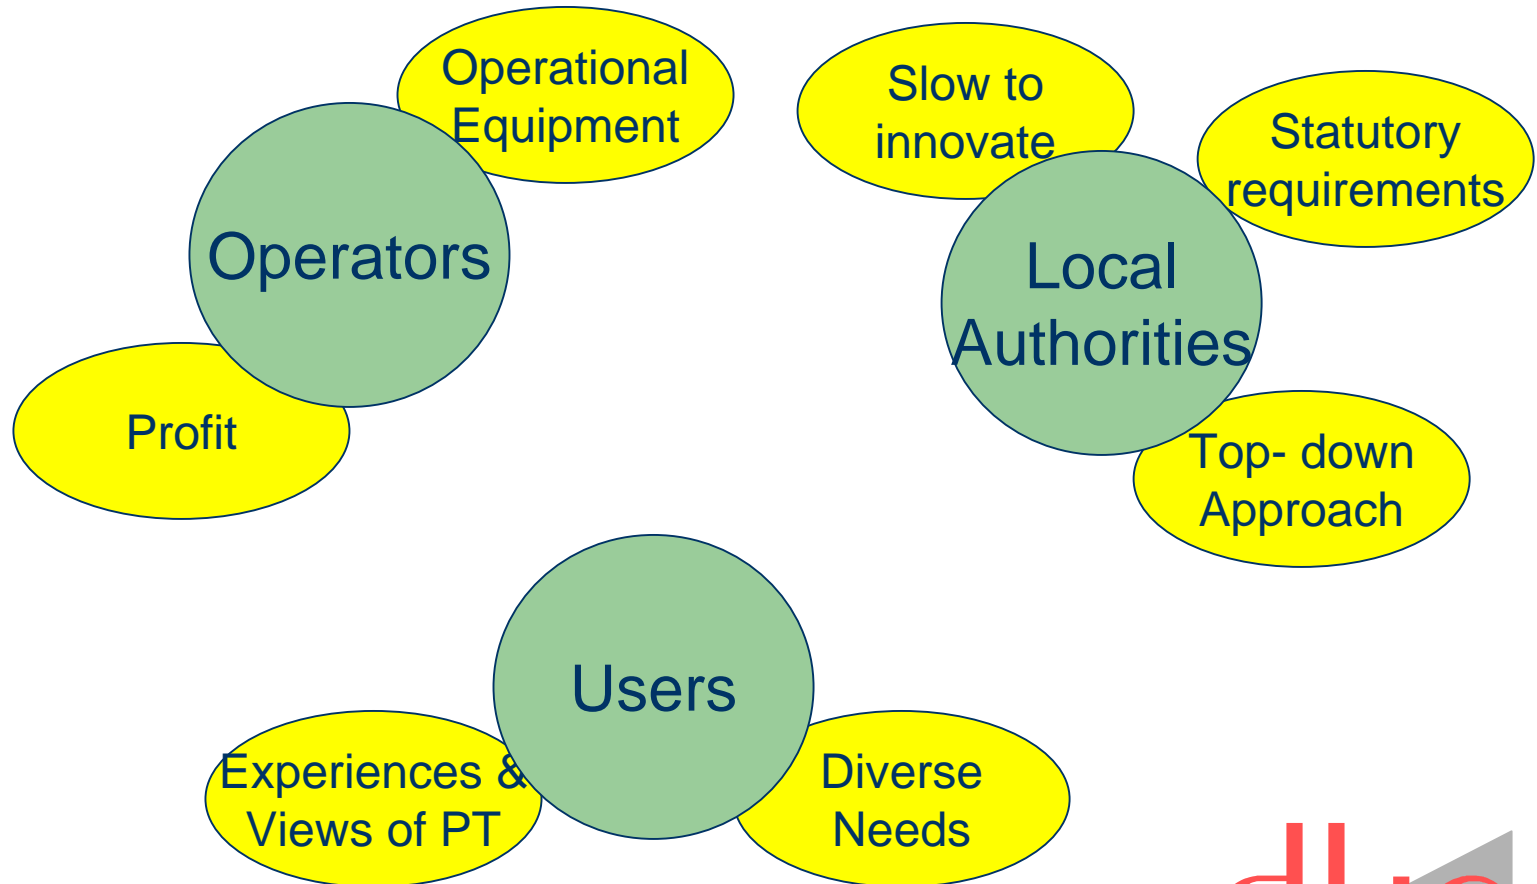 Operational
Equipment
Operators
Profit
Slow to
innovate
Statutory
requirements
Local
Authorities
Top- down
Approach
Users
Experiences &
Views of PT
Diverse
Needs